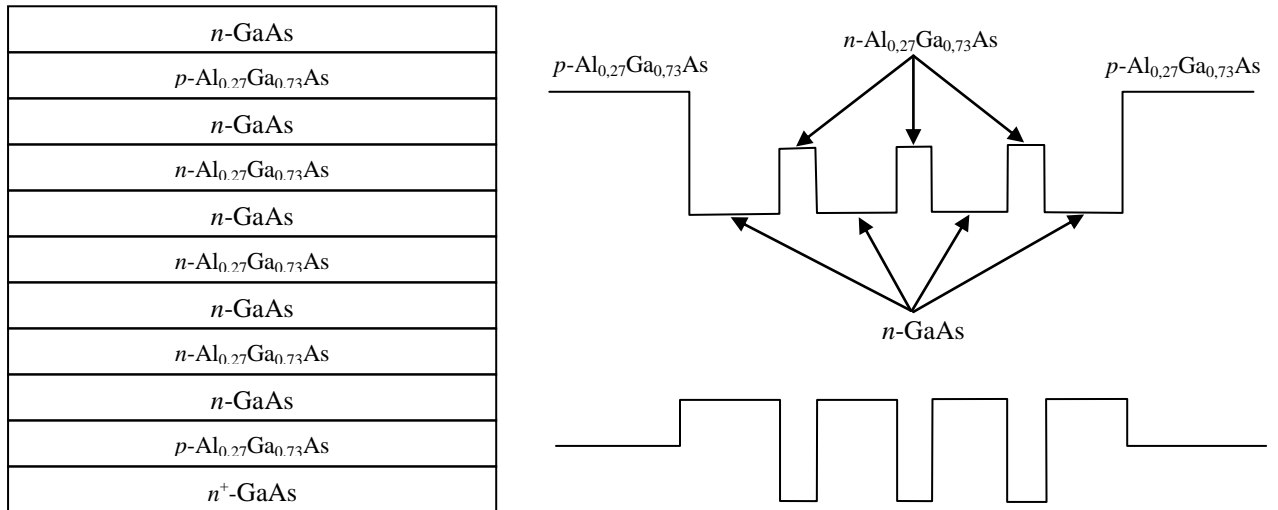 n-GaAs
p-Al0.27Ga0.73As
n-GaAs
n-Al0.27Ga0.73As
n-GaAs
n-Al0.27Ga0.73As
n-GaAs
n-Al0.27Ga0.73As
n-GaAs
p-Al0.27Ga0.73As
n+-GaAs
n-Al0,27Ga0,73As
p-Al0,27Ga0,73As
p-Al0,27Ga0,73As
n-GaAs